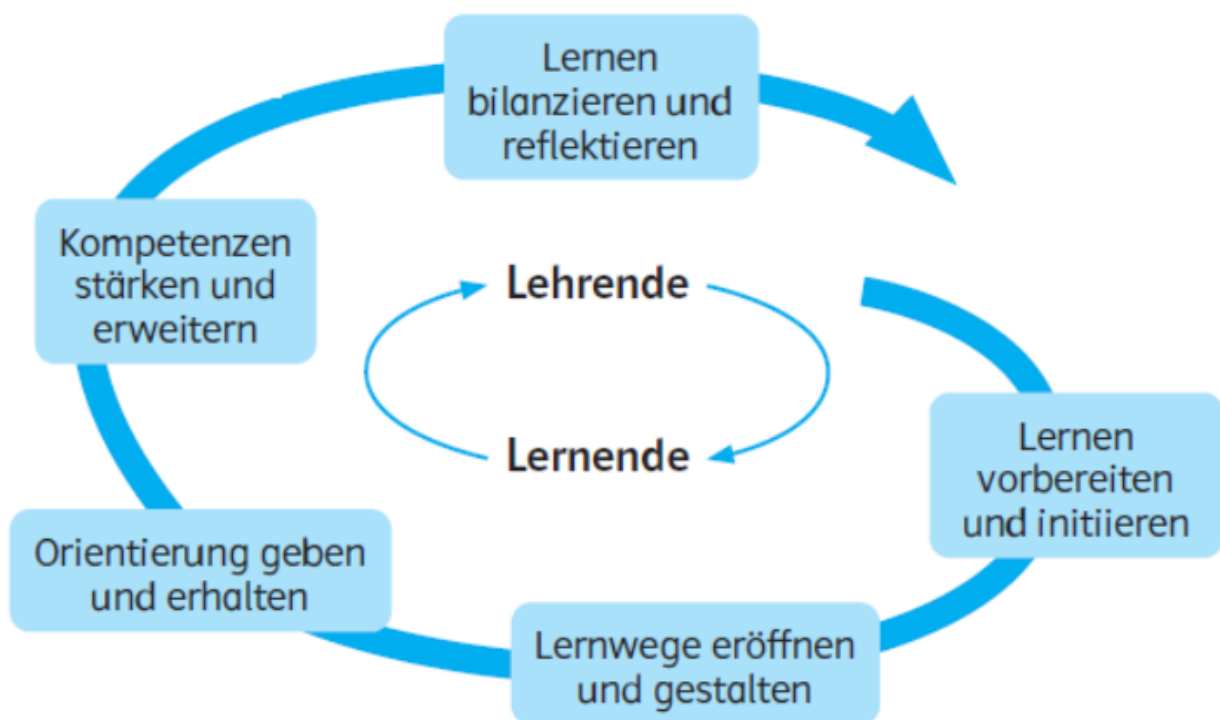 Lernen
bilanzieren und
reflektieren
Kompetenzen
stärken und
erweitern
Lehrende
Lernende
Lernen
vorbereiten
und initiieren
Orientierung geben
und erhalten
Lernwege eröffnen
und gestalten